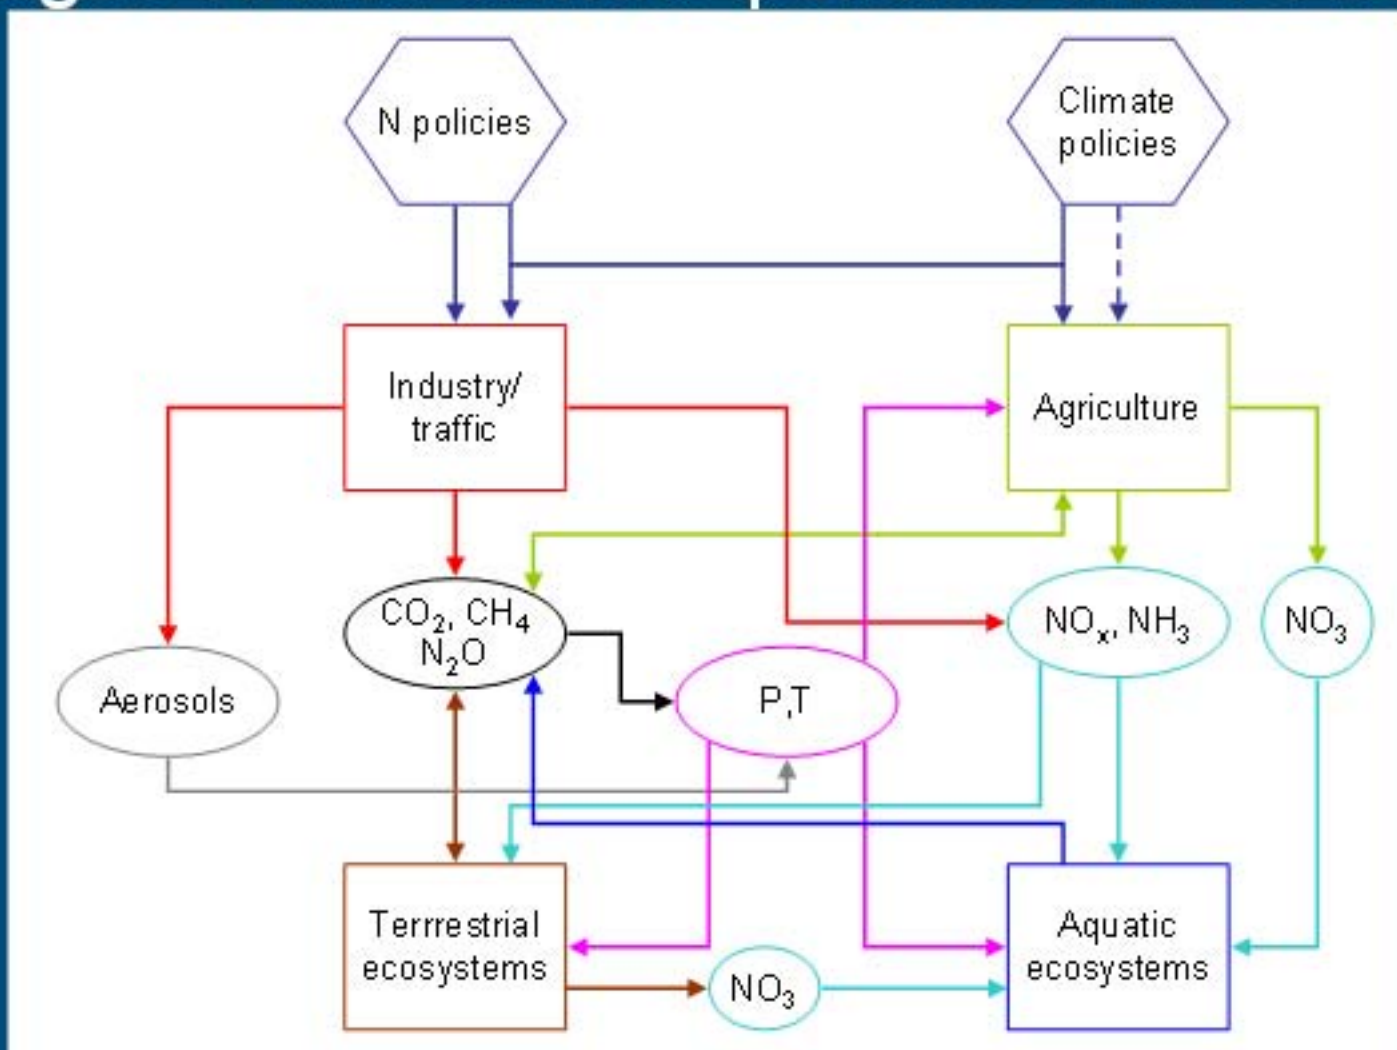 N policies
Climate
policies
Industry/
traffic
Agriculture
CO₂, CH₄
N₂O
NOₓ, NH₃
NO₃
Aerosols
P,T
Terrrestrial
ecosystems
NO₃
Aquatic
ecosystems